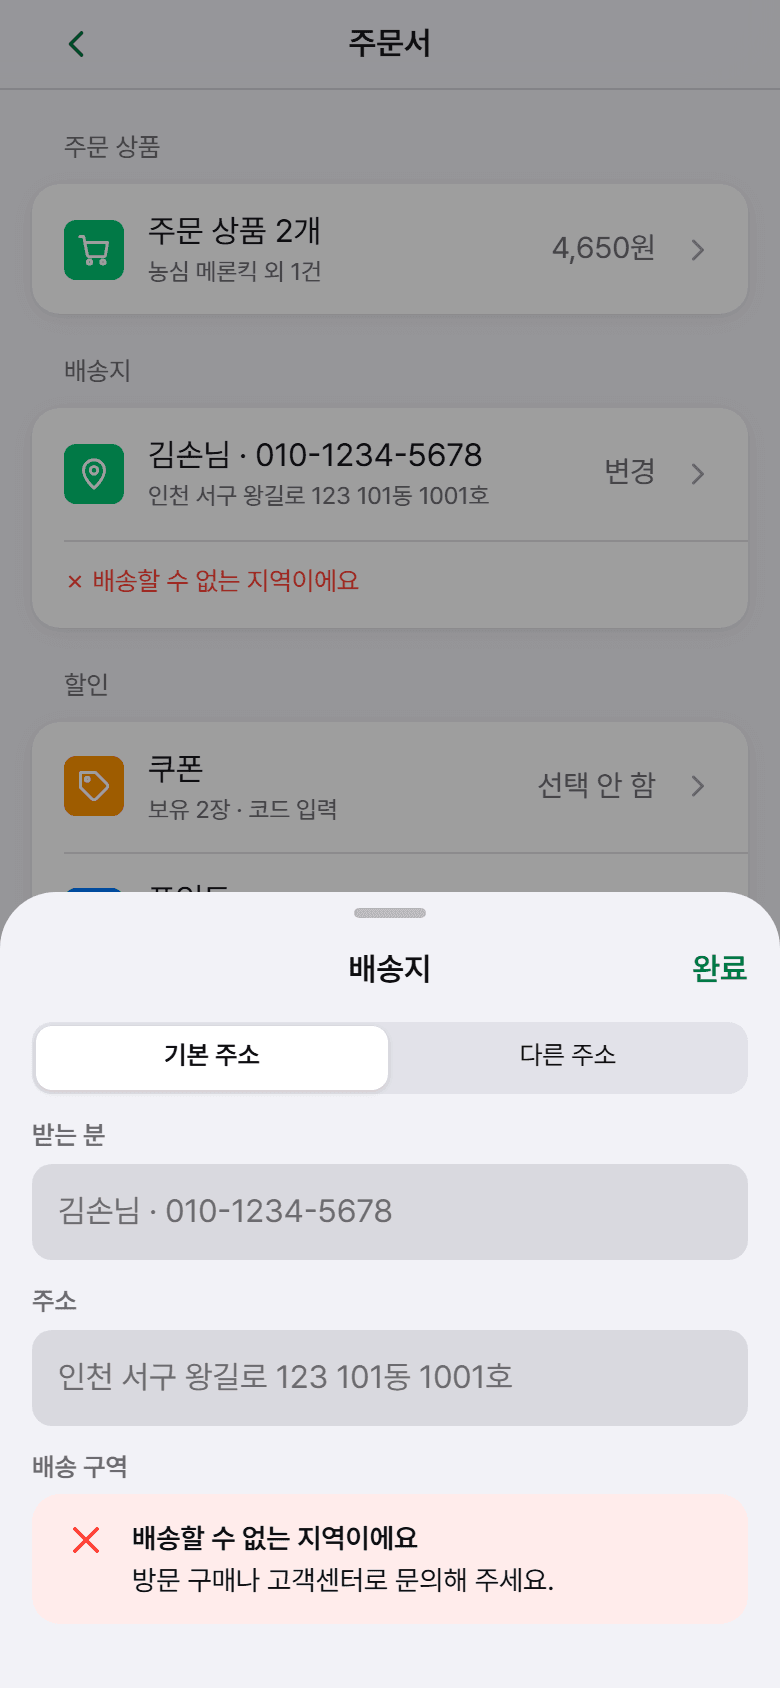 주문서
주문 상품
주문 상품 2개
농심 메론킥 외 1건
4,650원
배송지
김손님 · 010-1234-5678
인천 서구 왕길로 123 101동 1001호
변경
× 배송할 수 없는 지역이에요
할인
쿠폰
보유 2장 · 코드 입력
선택 안 함
배송지
완료
기본 주소
다른 주소
받는 분
김손님 · 010-1234-5678
주소
인천 서구 왕길로 123 101동 1001호
배송 구역
배송할 수 없는 지역이에요
방문 구매나 고객센터로 문의해 주세요.